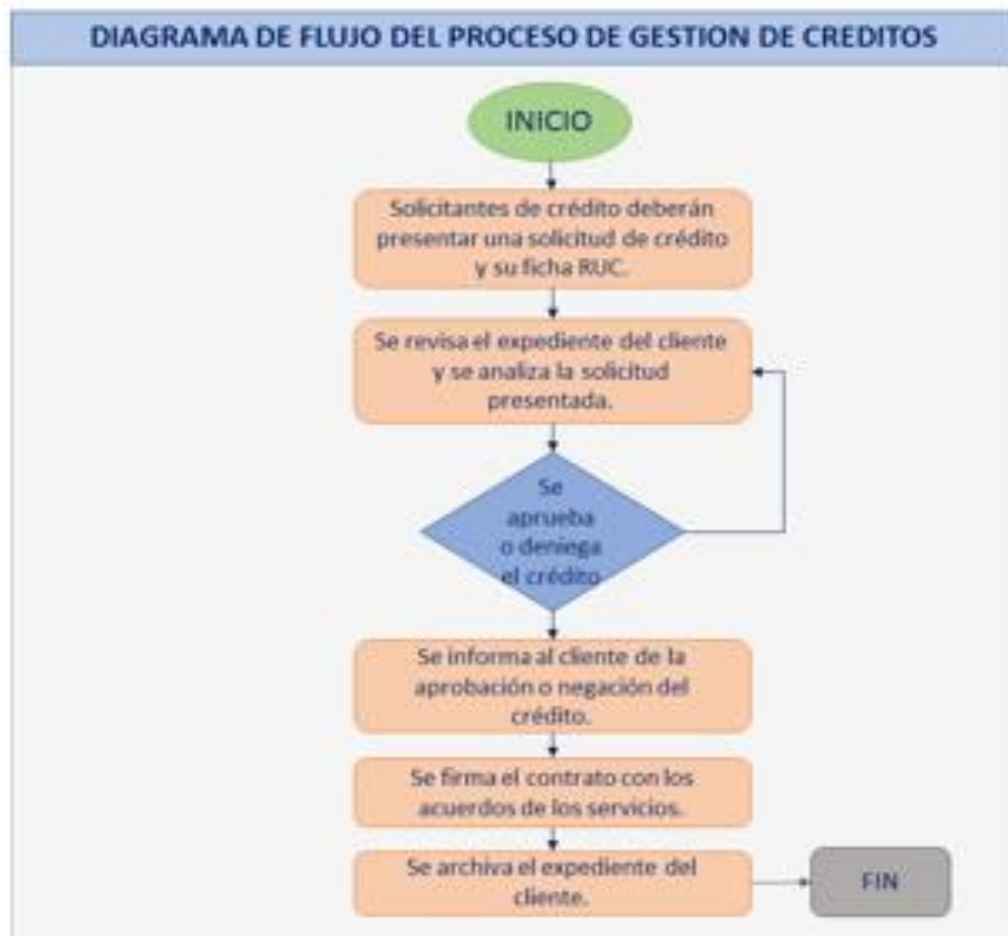 DIAGRAMA DE FLUJO DEL PROCESO DE GESTION DE CREDITOS
INICIO
Solicitantes de crédito deberán
presentar una solicitud de crédito
y su ficha RUC.
Se revisa el expediente del cliente
y se analiza la solicitud
presentada.
Se
aprueba
o deniega
el crédito
Se informa al cliente de la
aprobación o negación del
crédito.
Se firma el contrato con los
acuerdos de los servicios.
Se archiva el expediente del
cliente.
FIN